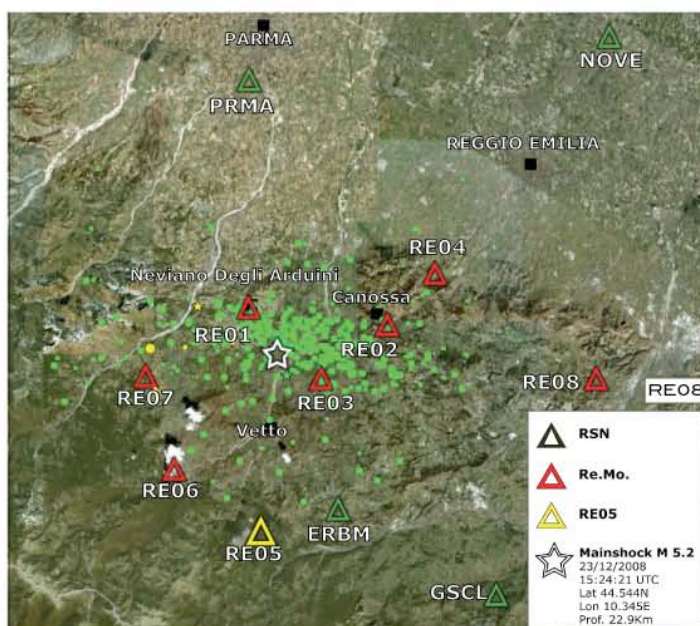 PARMA
NOVE
PRMA
REGGIO EMILIA
RE04
Neviano Degli Arduini
Canossa
RE01
RE02
RE07
RE03
RE08
RE08
Vetto
RE06
RE05
ERBM
GSCL
RSN
Re.Mo.
RE05
Mainshock M 5.2
23/12/2008
15:24:21 UTC
Lat 44.544N
Lon 10.345E
Prof. 22.9Km